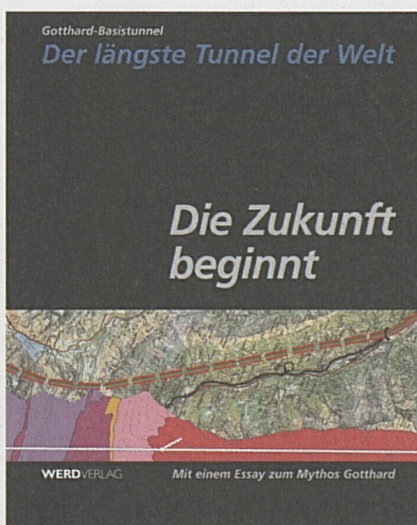 Gotthard-Basistunnel
Der längste Tunnel der Welt
Die Zukunft
beginnt
WERDVERLAG
Mit einem Essay zum Mythos Gotthard